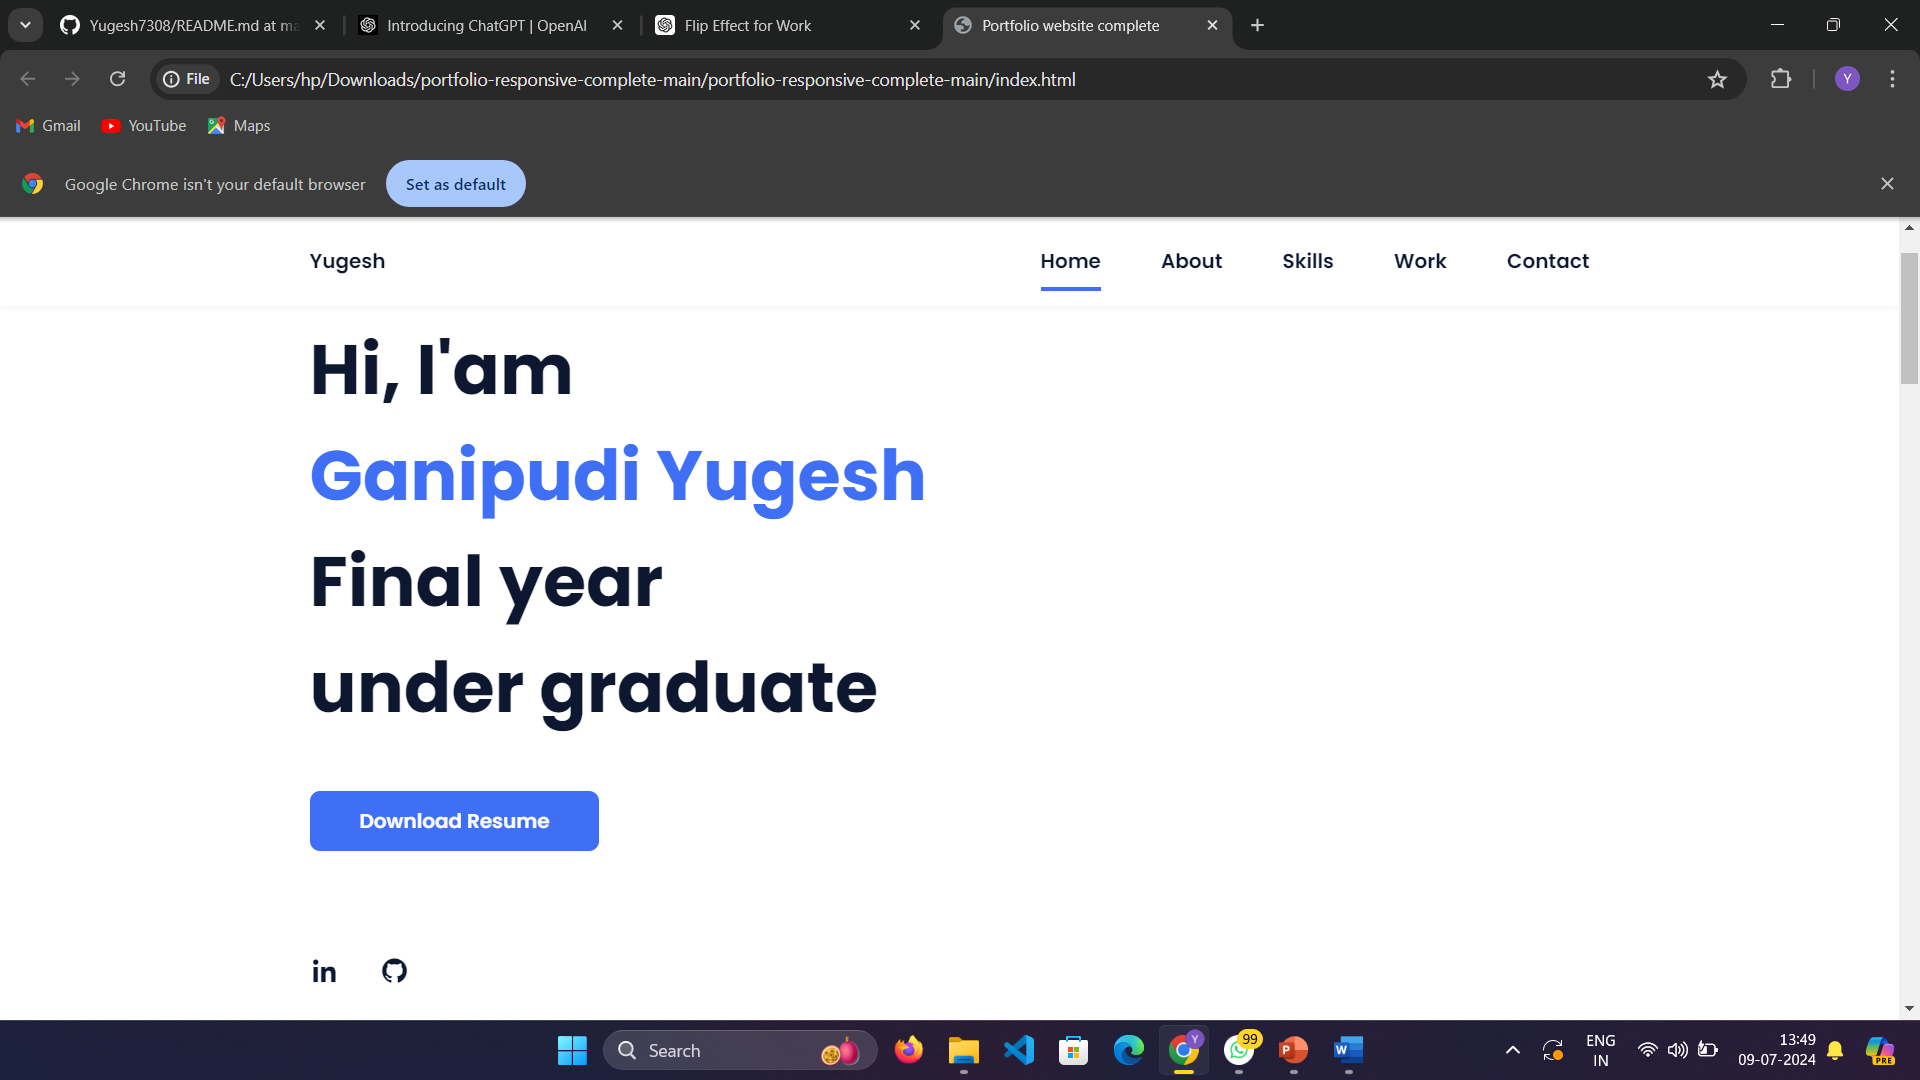 Yugesh7308/README.md at ma
Introducing ChatGPT | OpenAI
Flip Effect for Work
Portfolio website complete
File
C:/Users/hp/Downloads/portfolio-responsive-complete-main/portfolio-responsive-complete-main/index.html
Y
Gmail
YouTube
Maps
Google Chrome isn't your default browser
Set as default
Yugesh
Home
About
Skills
Work
Contact
Hi, I'am
Ganipudi Yugesh
Final year
under graduate
Download Resume
in
Search
Y
99
P
W
ENG
IN
13:49
09-07-2024
PRE